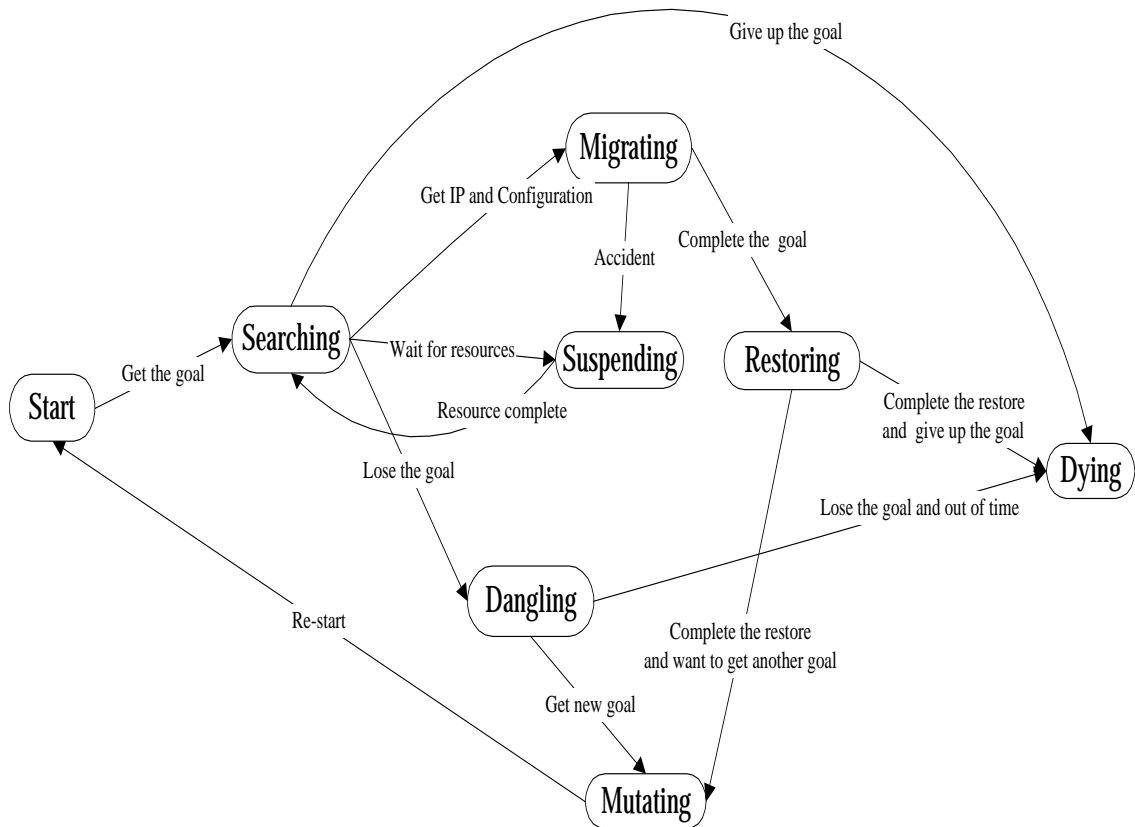 Give up the goal
Migrating
Get IP and Configuration
Complete the goal
Accident
Searching
Wait for resources
Suspending
Restoring
Get the goal
Start
Resource complete
Complete the restore
and give up the goal
Lose the goal
Dying
Lose the goal and out of time
Dangling
Re-start
Complete the restore
and want to get another goal
Get new goal
Mutating